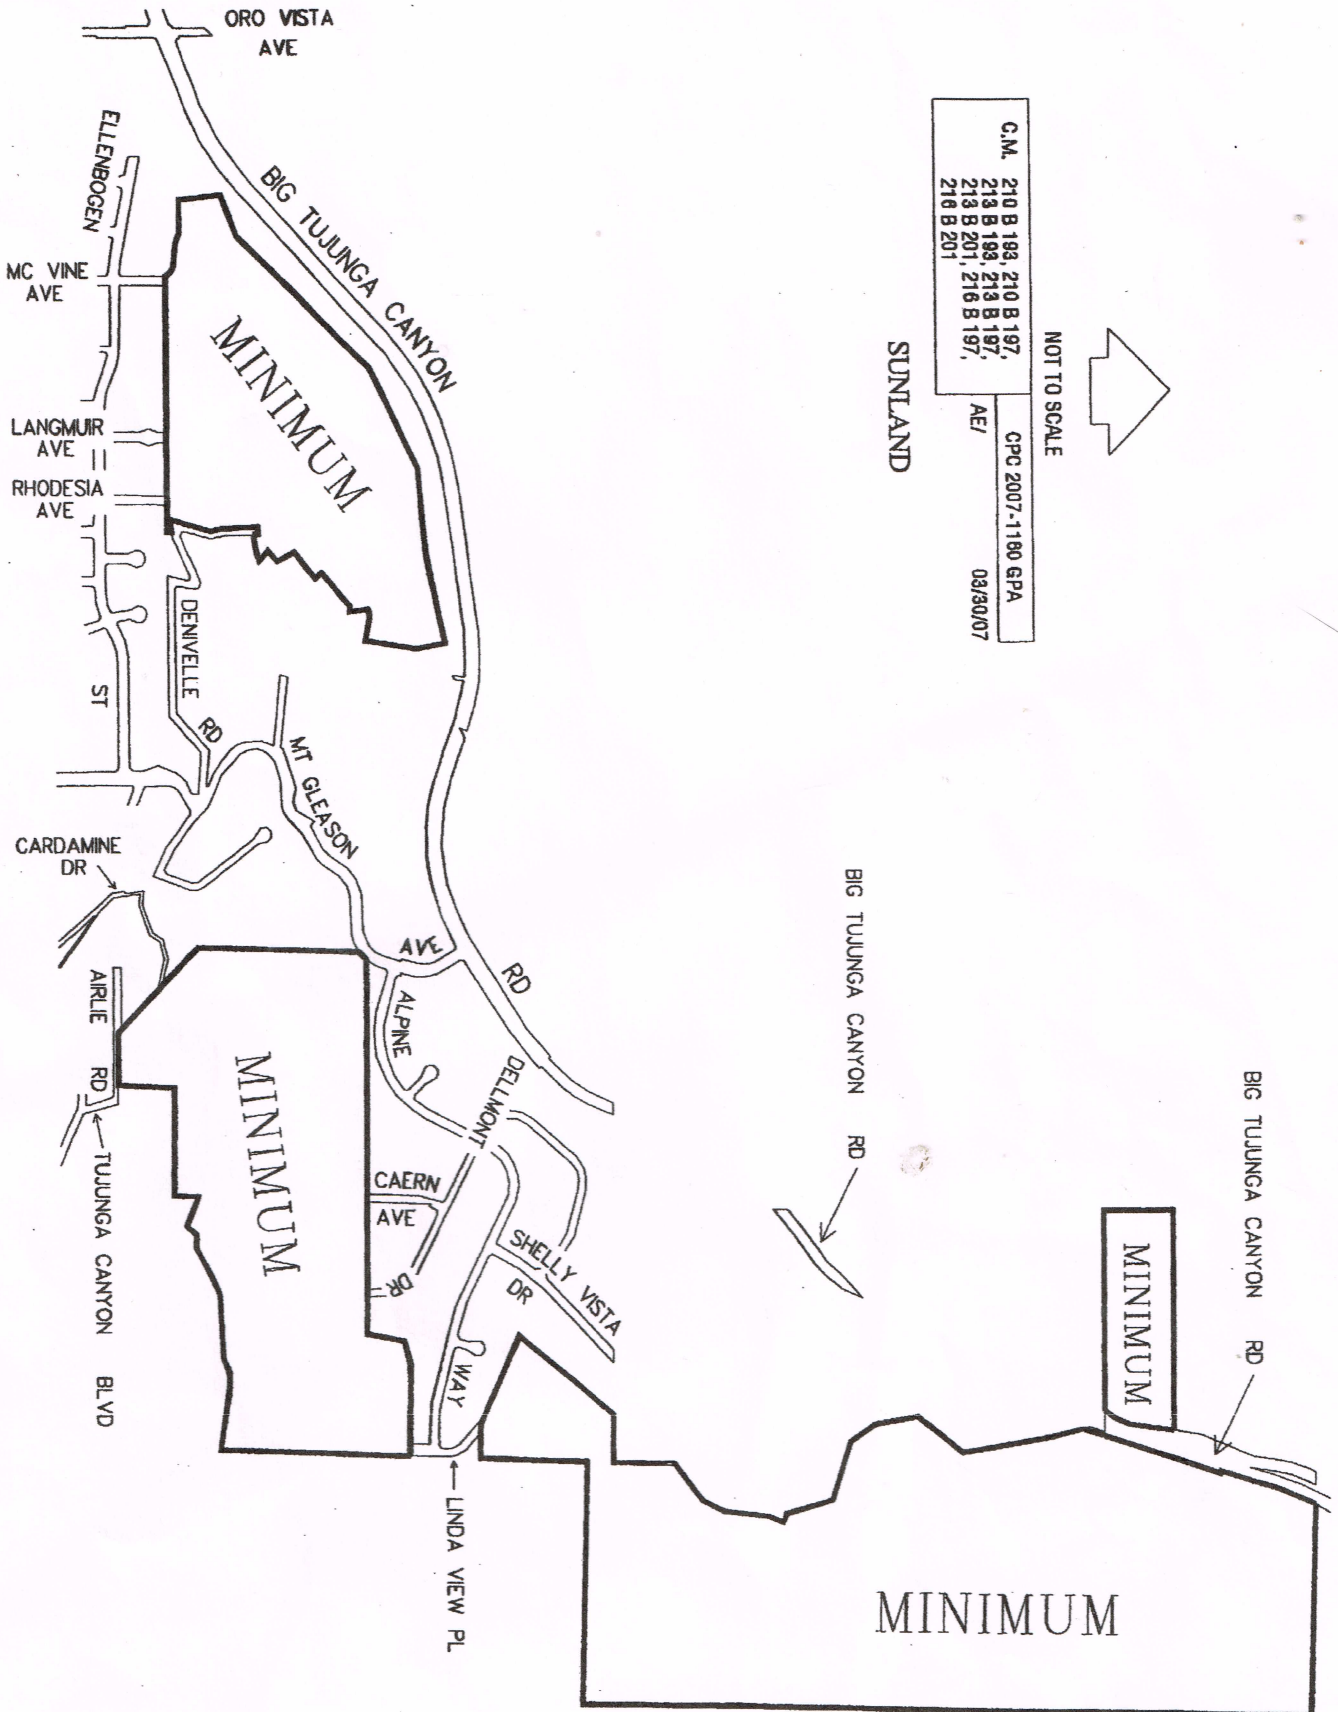 ORO VISTA
AVE
BIG TUJUNGA CANYON
RD
ELLENBOGEN
ST
MC VINE
AVE
LANGMUIR
AVE
RHODESIA
AVE
MINIMUM
DENIVELLE
RD
MT GLEASON
AVE
CARDAMINE
DR
AIRLIE RD
TUJUNGA CANYON BLVD
MINIMUM
ALPINE
WAY
DELLMONT
DR
CAERN
AVE
SHELLY VISTA
DR
LINDA VIEW PL
C.M. 210 B 193, 210 B 197,
213 B 193, 213 B 197,
213 B 201, 216 B 197,
216 B 201
CPC 2007-1180 GPA
AE/ 03/30/07
NOT TO SCALE
SUNLAND
BIG TUJUNGA CANYON RD
BIG TUJUNGA CANYON RD
MINIMUM
MINIMUM